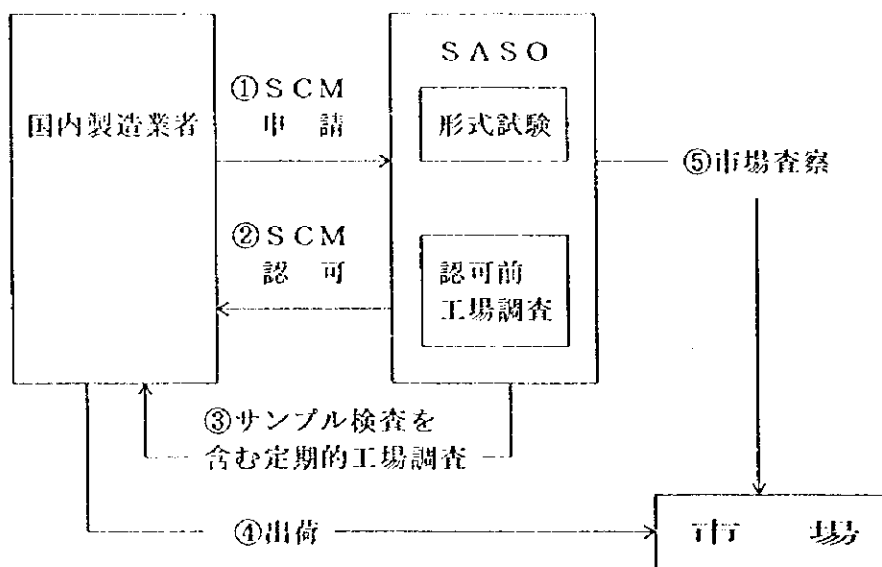 SASO
①SCM
申請
国内製造業者
形式試験
⑤市場査察
②SCM
認可
認可前
工場調査
③サンプル検査を
含む定期的工場調査
④出荷
市場